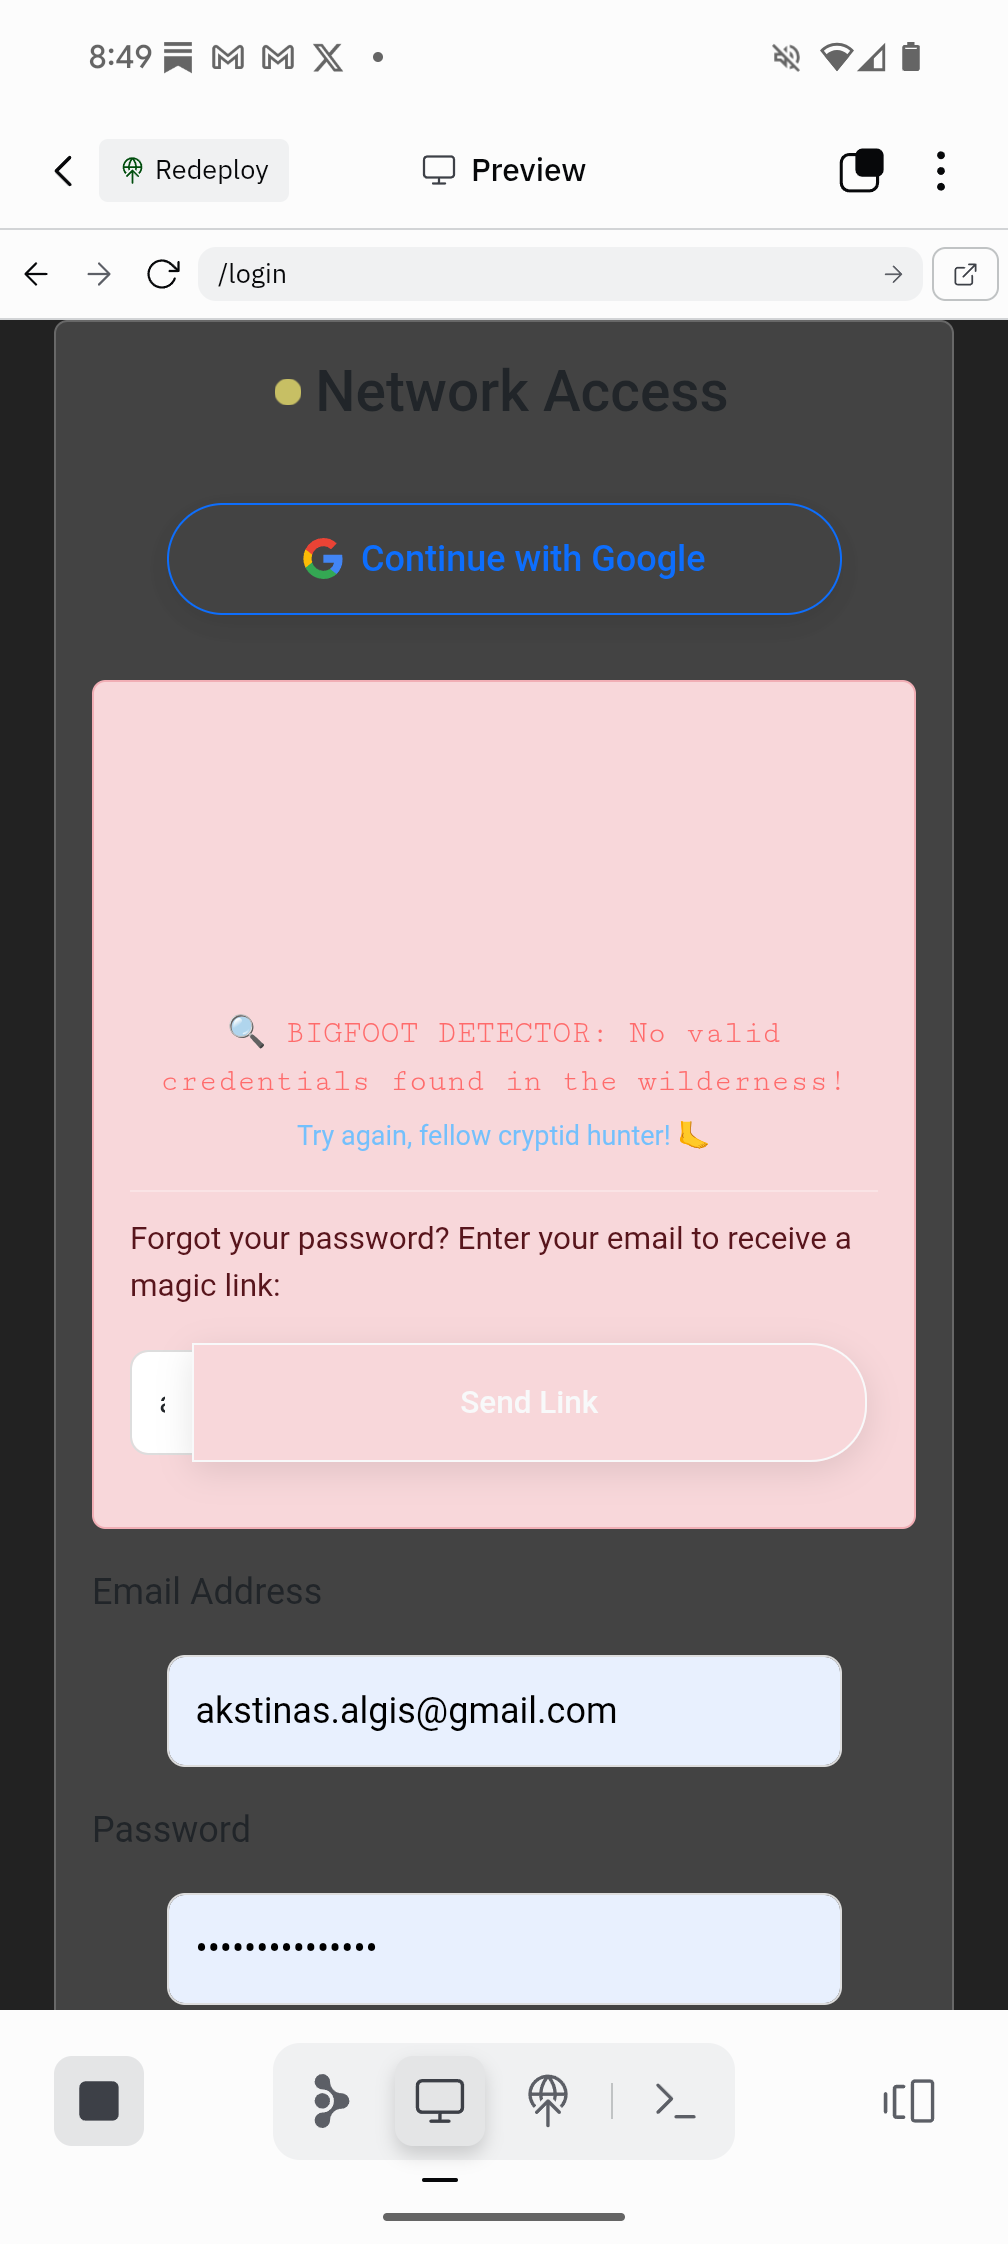 8:49
Redeploy
Preview
/login
Network Access
Continue with Google
BIGFOOT DETECTOR: No valid
credentials found in the wilderness!
Try again, fellow cryptid hunter!
Forgot your password? Enter your email to receive a
magic link:
Send Link
Email Address
akstinas.algis@gmail.com
Password